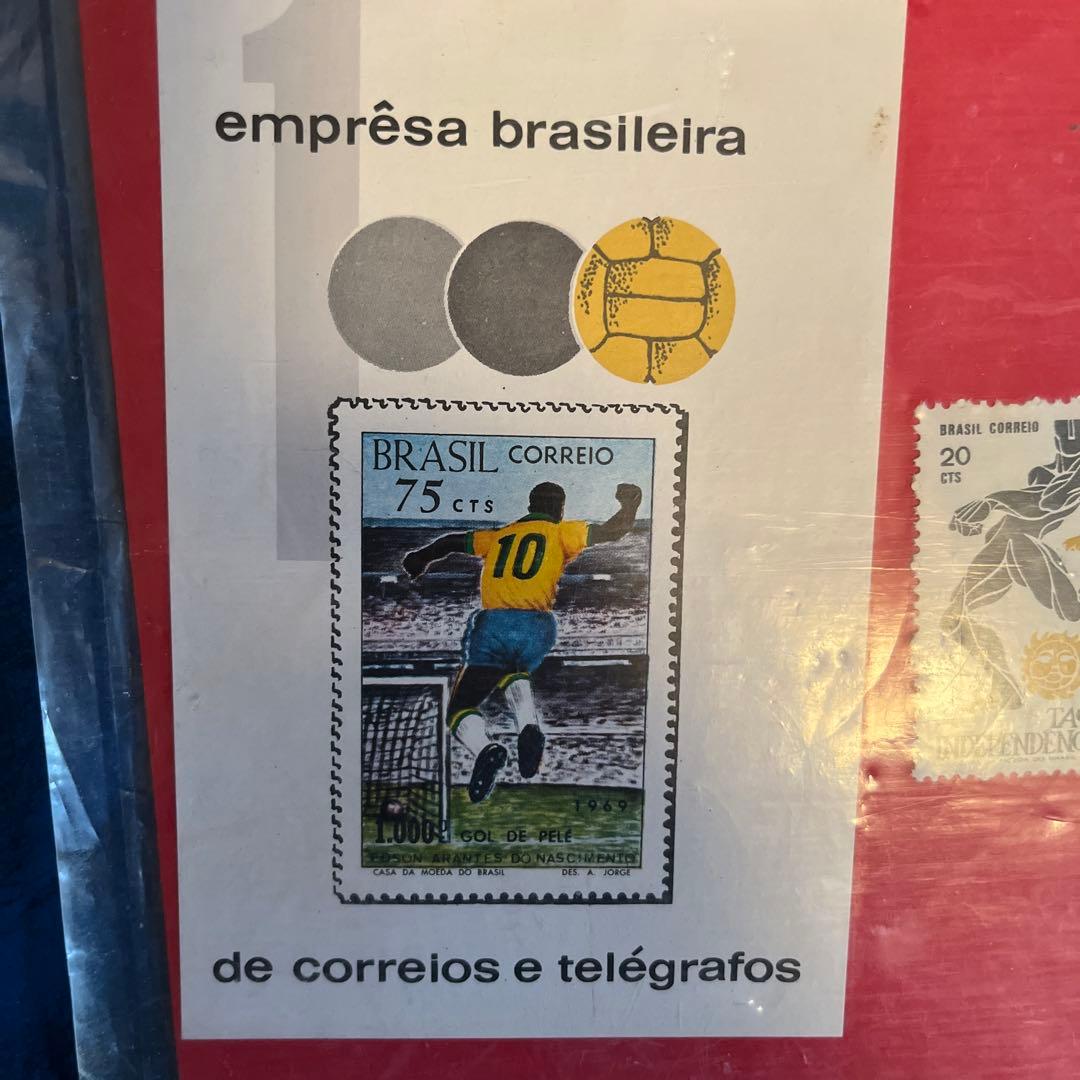 1
emprêsa brasileira
BRASIL CORREIO
75 CTS
10
1969
1.000º GOL DE PELÉ
EDSON ARANTES DO NASCIMENTO
CASA DA MOEDA DO BRASIL DES. A. JORGE
de correios e telégrafos
BRASIL CORREIO
20
CTS